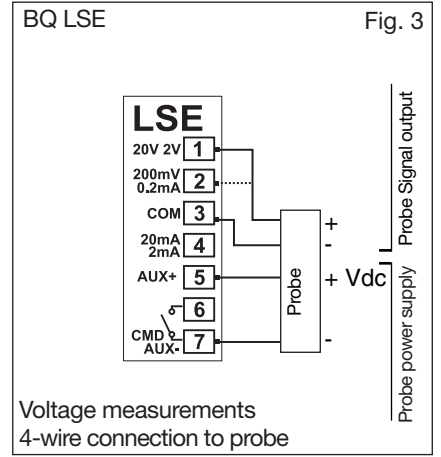 BQ LSE
Fig. 3
LSE
20V 2V 1
200mV
0.2mA 2
COM 3
20mA
2mA 4
AUX+ 5
6
CMD
AUX- 7
Probe
+
-
+ Vdc
-
Probe Signal output
Probe power supply
Voltage measurements
4-wire connection to probe